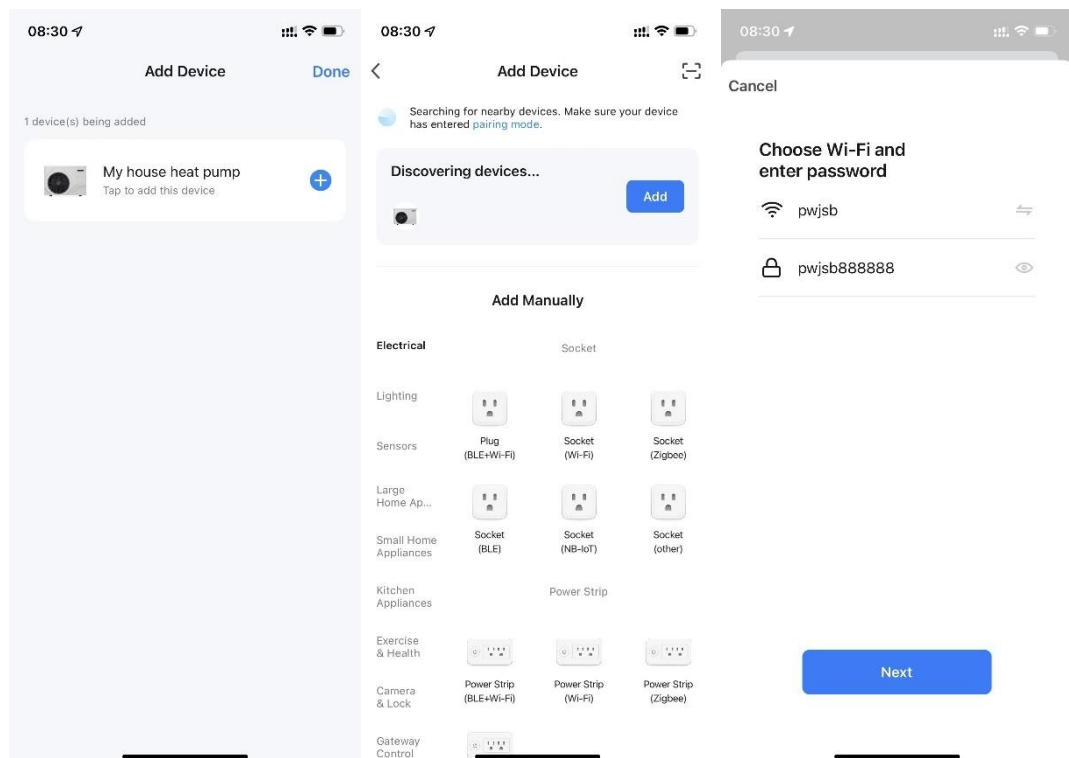 08:30
Add Device
Done
1 device(s) being added
My house heat pump
Tap to add this device
08:30
Add Device
Searching for nearby devices. Make sure your device
has entered pairing mode.
Discovering devices...
Add
Add Manually
Electrical
Socket
Lighting
Plug
(BLE+Wi-Fi)
Socket
(Wi-Fi)
Socket
(Zigbee)
Sensors
Large
Home Ap...
Socket
(BLE)
Socket
(NB-IoT)
Socket
(other)
Small Home
Appliances
Kitchen
Appliances
Power Strip
Exercise
& Health
Power Strip
(BLE+Wi-Fi)
Power Strip
(Wi-Fi)
Power Strip
(Zigbee)
Camera
& Lock
Gateway
Control
08:30
Cancel
Choose Wi-Fi and
enter password
pwjsb
pwjsb888888
Next